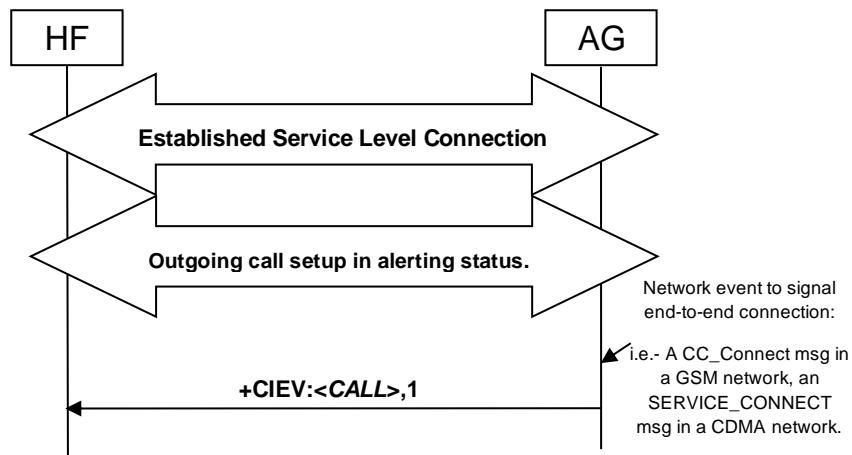 HF
AG
Established Service Level Connection
Outgoing call setup in alerting status.
Network event to signal
end-to-end connection:
i.e.- A CC_Connect msg in
a GSM network, an
SERVICE_CONNECT
msg in a CDMA network.
+CIEV:<CALL>,1